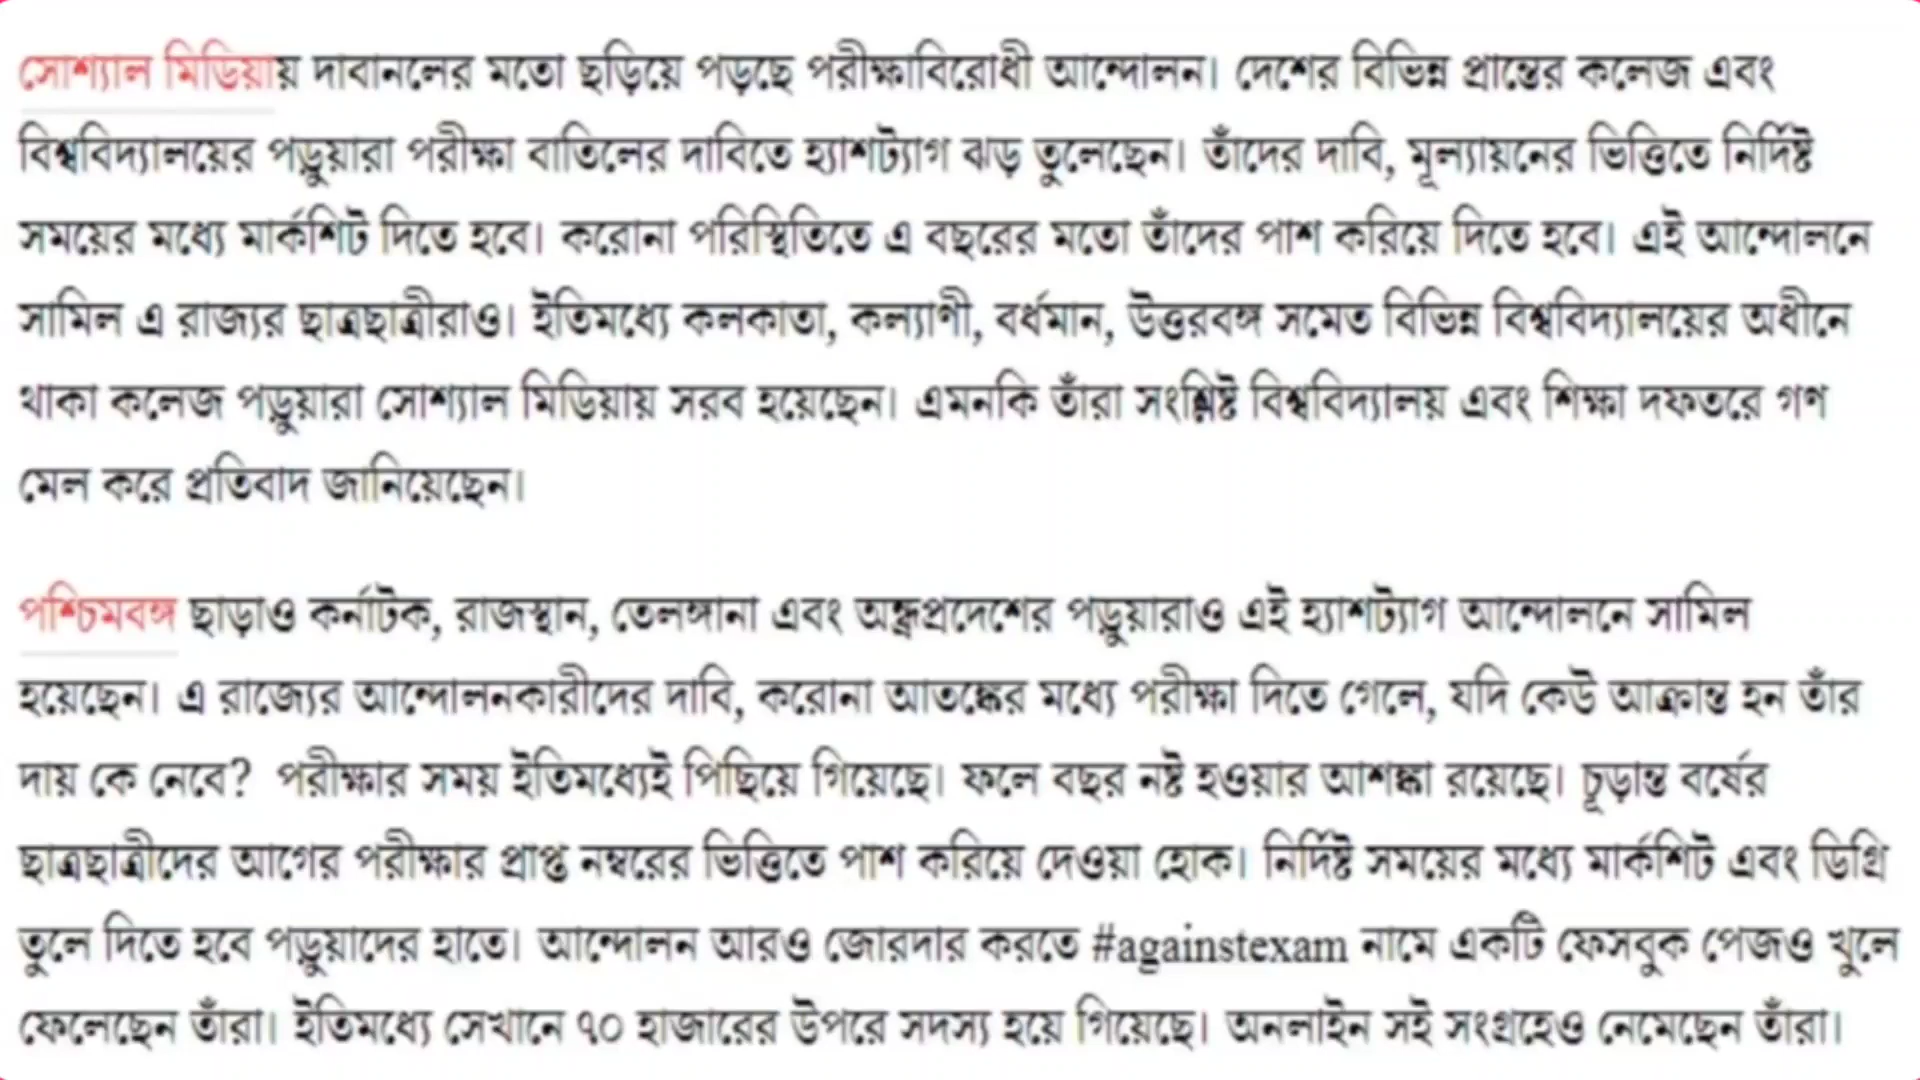 সোশ্যাল মিডিয়ায় দাবানলের মতো ছড়িয়ে পড়ছে পরীক্ষাবিরোধী আন্দোলন। দেশের বিভিন্ন প্রান্তের কলেজ এবং
বিশ্ববিদ্যালয়ের পড়ুয়ারা পরীক্ষা বাতিলের দাবিতে হ্যাশট্যাগ ঝড় তুলেছেন। তাঁদের দাবি, মূল্যায়নের ভিত্তিতে নির্দিষ্ট
সময়ের মধ্যে মার্কশিট দিতে হবে। করোনা পরিস্থিতিতে এ বছরের মতো তাঁদের পাশ করিয়ে দিতে হবে। এই আন্দোলনে
সামিল এ রাজ্যর ছাত্রছাত্রীরাও। ইতিমধ্যে কলকাতা, কল্যাণী, বর্ধমান, উত্তরবঙ্গ সমেত বিভিন্ন বিশ্ববিদ্যালয়ের অধীনে
থাকা কলেজ পড়ুয়ারা সোশ্যাল মিডিয়ায় সরব হয়েছেন। এমনকি তাঁরা সংশ্লিষ্ট বিশ্ববিদ্যালয় এবং শিক্ষা দফতরে গণ
মেল করে প্রতিবাদ জানিয়েছেন।
পশ্চিমবঙ্গ ছাড়াও কর্নাটক, রাজস্থান, তেলঙ্গানা এবং অন্ধ্রপ্রদেশের পড়ুয়ারাও এই হ্যাশট্যাগ আন্দোলনে সামিল
হয়েছেন। এ রাজ্যের আন্দোলনকারীদের দাবি, করোনা আতঙ্কের মধ্যে পরীক্ষা দিতে গেলে, যদি কেউ আক্রান্ত হন তাঁর
দায় কে নেবে? পরীক্ষার সময় ইতিমধ্যেই পিছিয়ে গিয়েছে। ফলে বছর নষ্ট হওয়ার আশঙ্কা রয়েছে। চূড়ান্ত বর্ষের
ছাত্রছাত্রীদের আগের পরীক্ষার প্রাপ্ত নম্বরের ভিত্তিতে পাশ করিয়ে দেওয়া হোক। নির্দিষ্ট সময়ের মধ্যে মার্কশিট এবং ডিগ্রি
তুলে দিতে হবে পড়ুয়াদের হাতে। আন্দোলন আরও জোরদার করতে #againstexam নামে একটি ফেসবুক পেজও খুলে
ফেলেছেন তাঁরা। ইতিমধ্যে সেখানে ৭০ হাজারের উপরে সদস্য হয়ে গিয়েছে। অনলাইন সই সংগ্রহেও নেমেছেন তাঁরা।